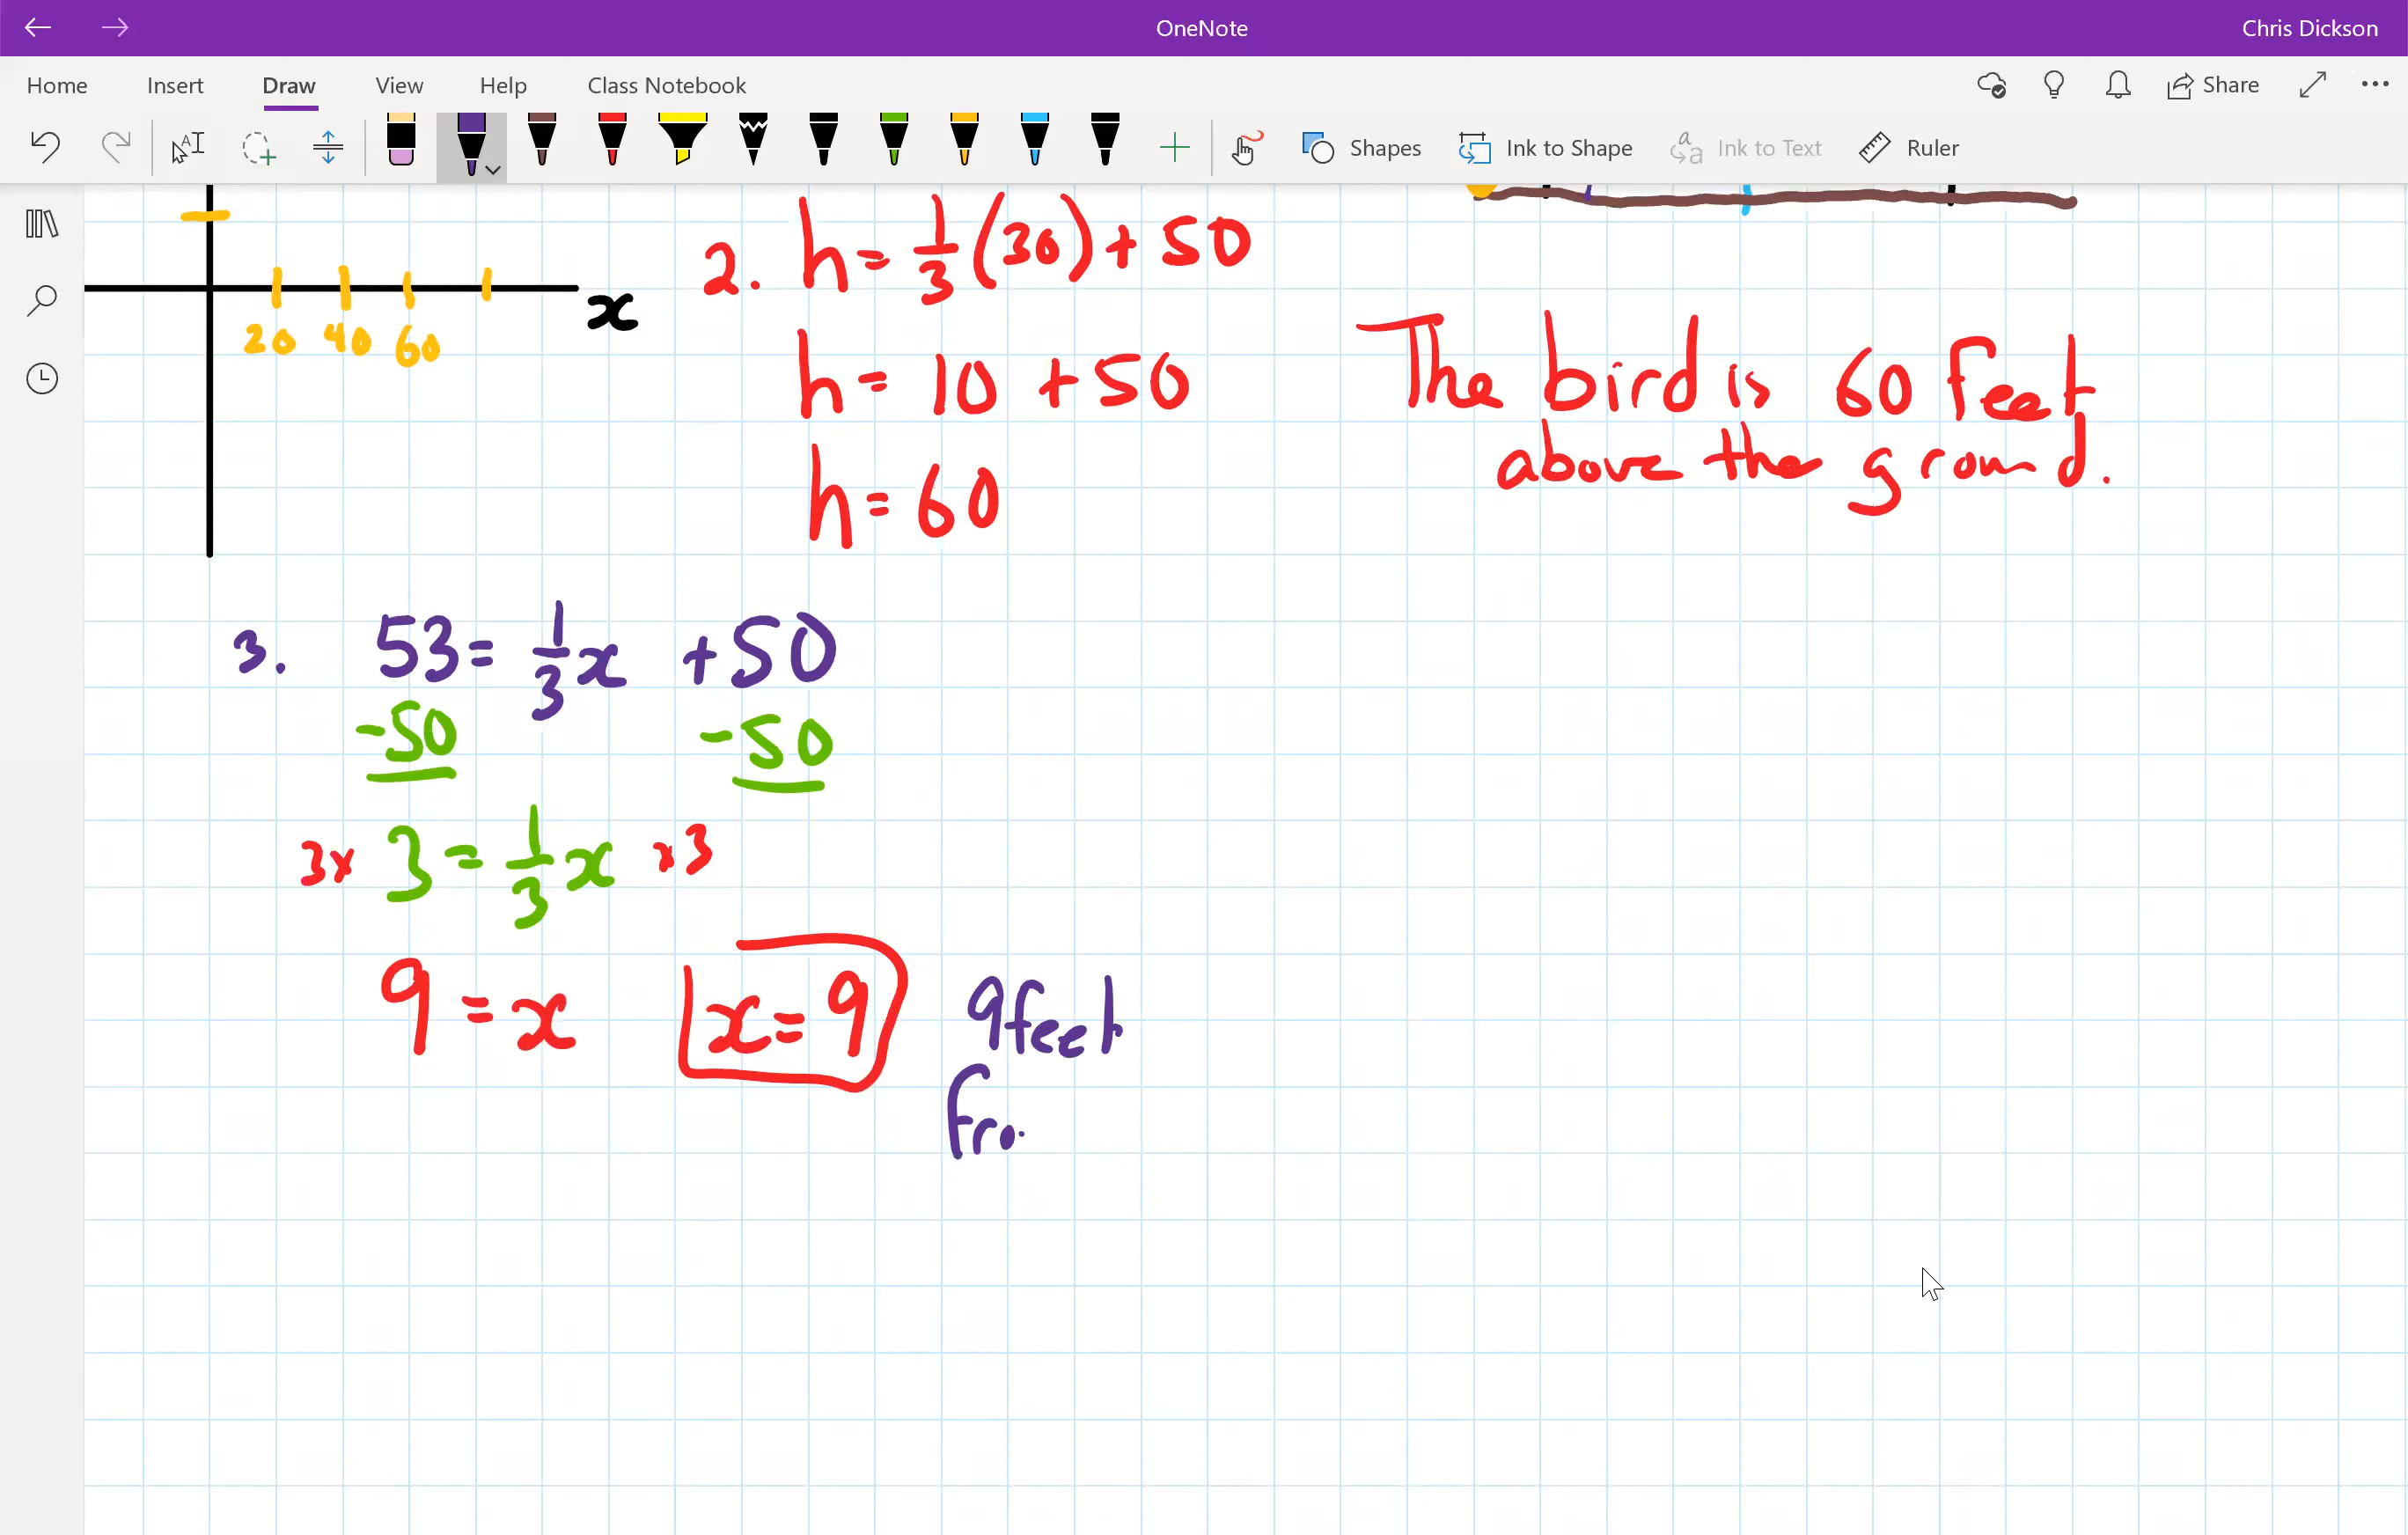 OneNote
Chris Dickson
Home Insert Draw View Help Class Notebook
Share
Shapes Ink to Shape Ink to Text Ruler
20 40 60
x
2. h = 1/3 (30) + 50
h = 10 + 50
h = 60
The bird is 60 feet
above the ground.
3. 53 = 1/3 x + 50
-50 -50
3x 3 = 1/3 x x3
9 = x x = 9 9 feet
fro